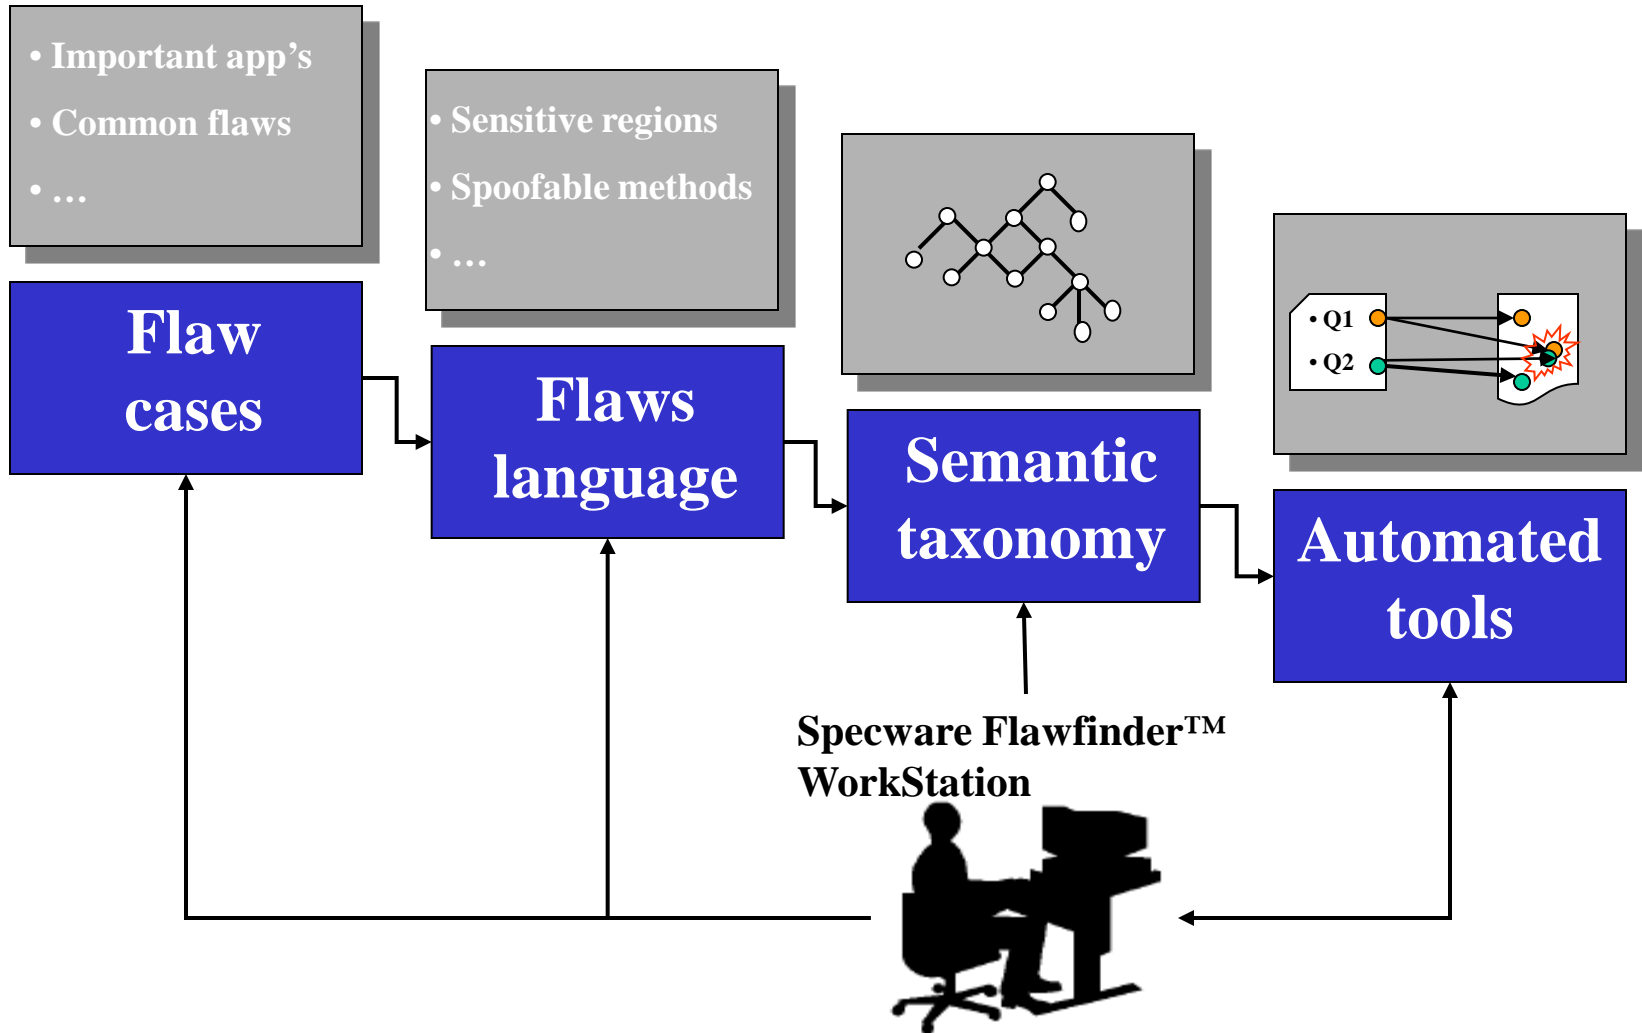 • Important app’s
• Common flaws
• …
Flaw
cases
• Sensitive regions
• Spoofable methods
• …
Flaws
language
Semantic
taxonomy
• Q1
• Q2
Automated
tools
Specware Flawfinder™
WorkStation